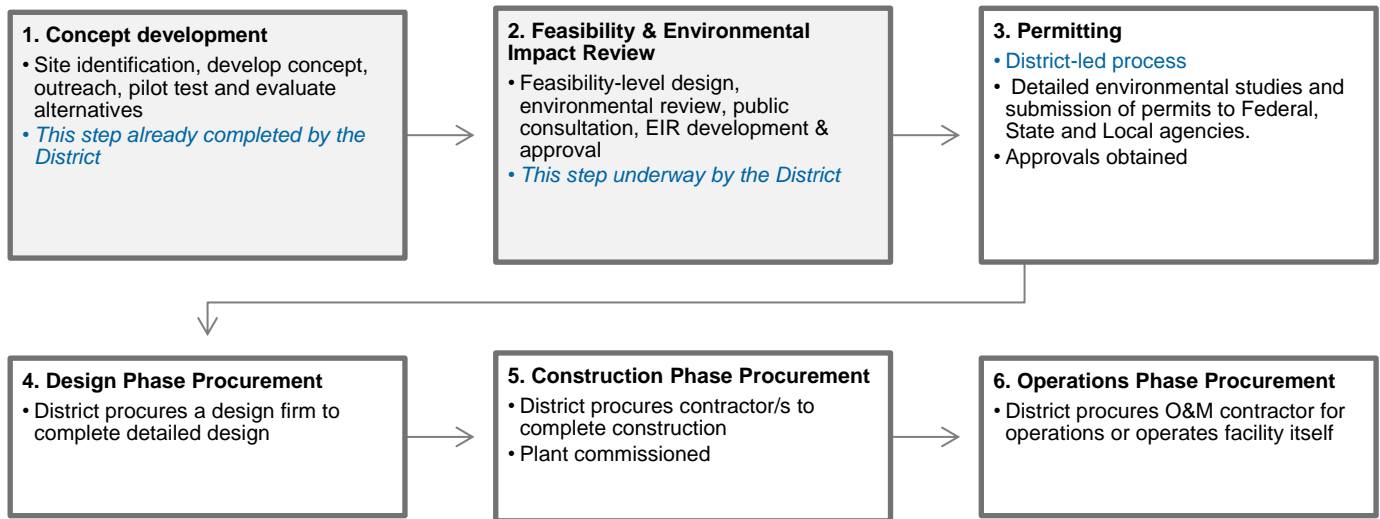 1. Concept development
• Site identification, develop concept,
outreach, pilot test and evaluate
alternatives
• This step already completed by the
District
2. Feasibility & Environmental
Impact Review
• Feasibility-level design,
environmental review, public
consultation, EIR development &
approval
• This step underway by the District
3. Permitting
• District-led process
• Detailed environmental studies and
submission of permits to Federal,
State and Local agencies.
• Approvals obtained
4. Design Phase Procurement
• District procures a design firm to
complete detailed design
5. Construction Phase Procurement
• District procures contractor/s to
complete construction
• Plant commissioned
6. Operations Phase Procurement
• District procures O&M contractor for
operations or operates facility itself